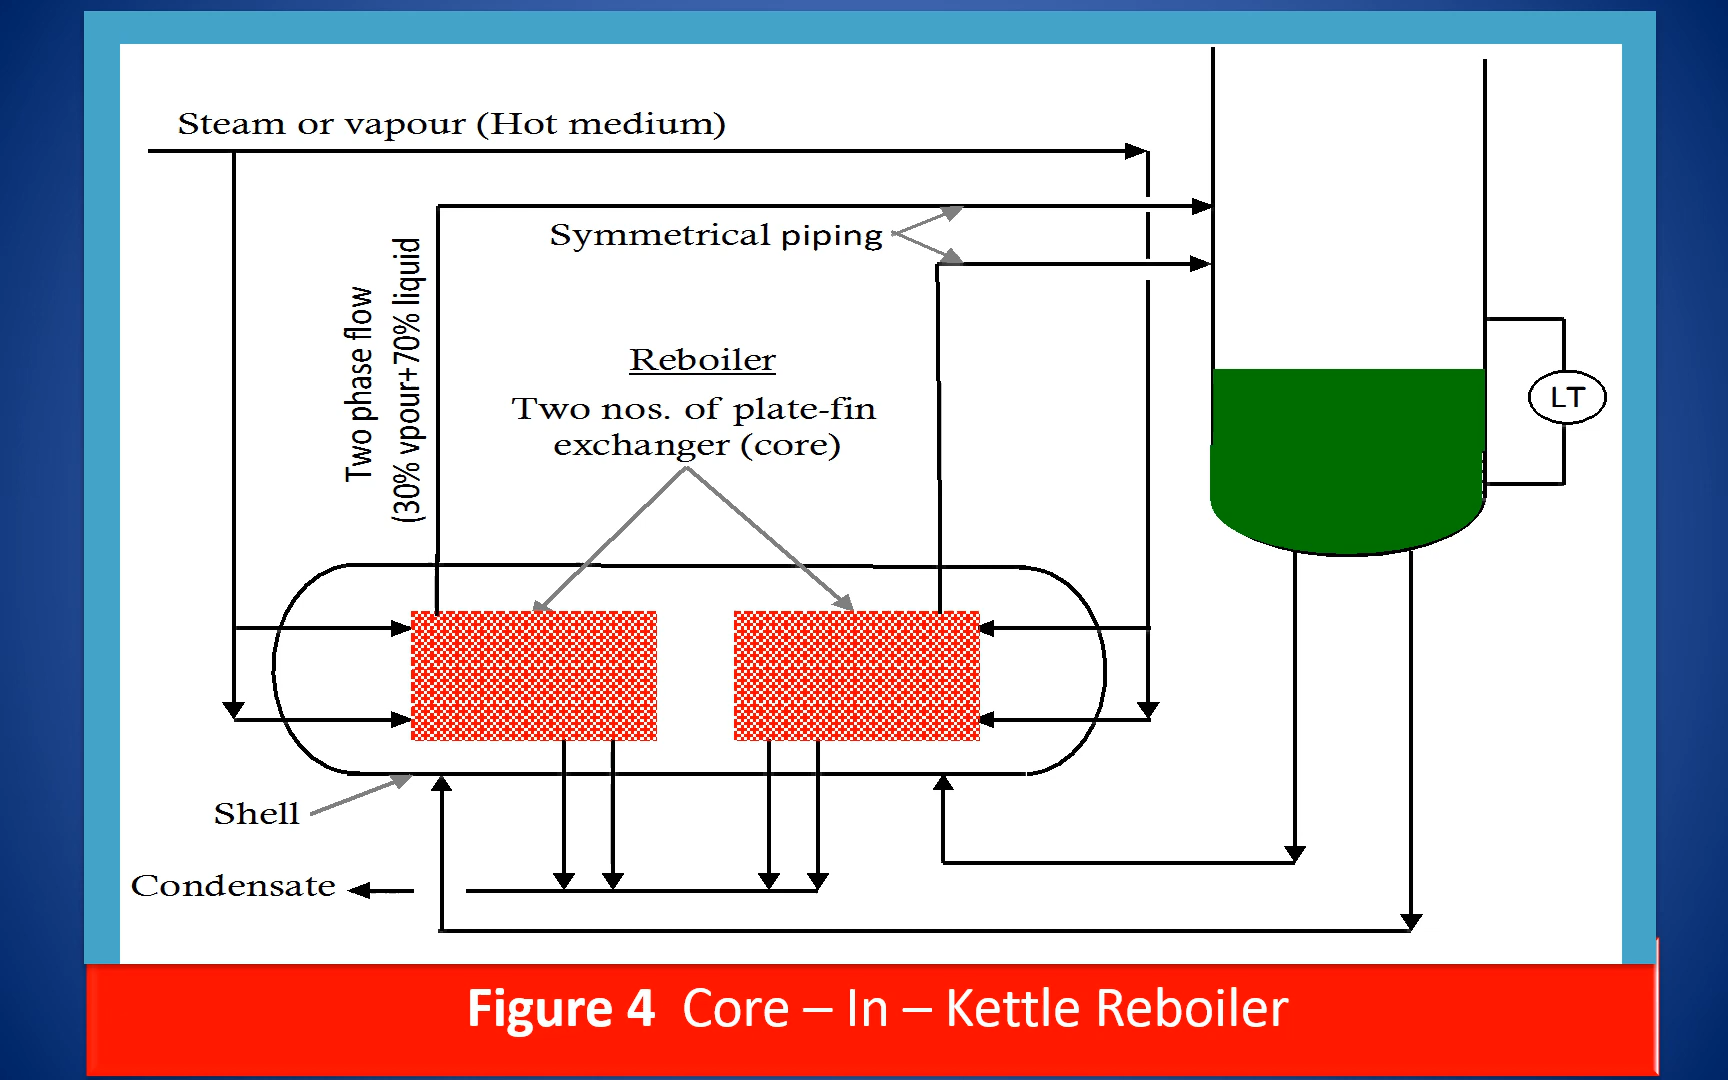 Steam or vapour (Hot medium)
Symmetrical piping
Two phase flow
(30% vpour+70% liquid
Reboiler
Two nos. of plate-fin
exchanger (core)
LT
Shell
Condensate
Figure 4 Core – In – Kettle Reboiler